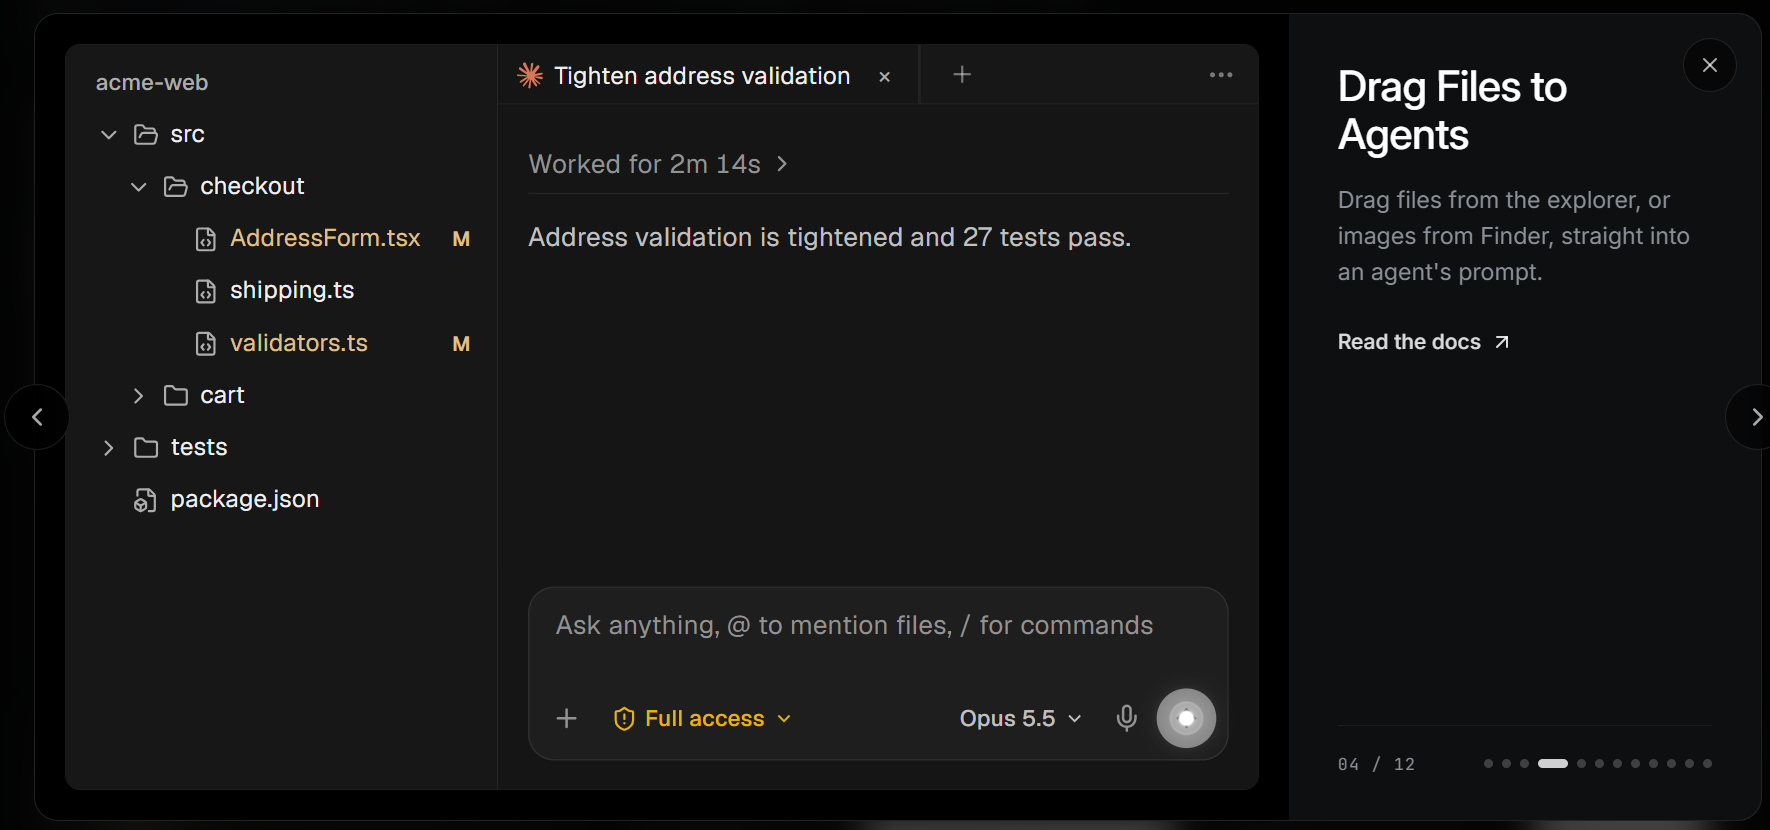 acme-web
src
checkout
AddressForm.tsx M
shipping.ts
validators.ts M
cart
tests
package.json
Tighten address validation
Worked for 2m 14s
Address validation is tightened and 27 tests pass.
Ask anything, @ to mention files, / for commands
Full access
Opus 5.5
Drag Files to
Agents
Drag files from the explorer, or
images from Finder, straight into
an agent's prompt.
Read the docs
04 / 12